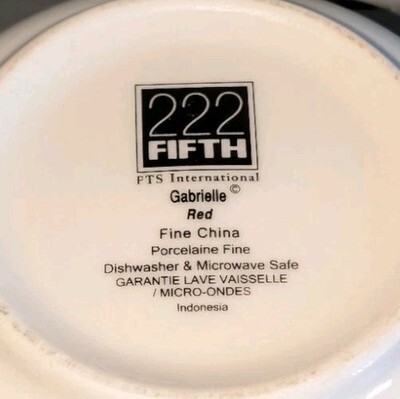 222
FIFTH
PTS International
Gabrielle ©
Red
Fine China
Porcelaine Fine
Dishwasher & Microwave Safe
GARANTIE LAVE VAISSELLE
/ MICRO-ONDES
Indonesia